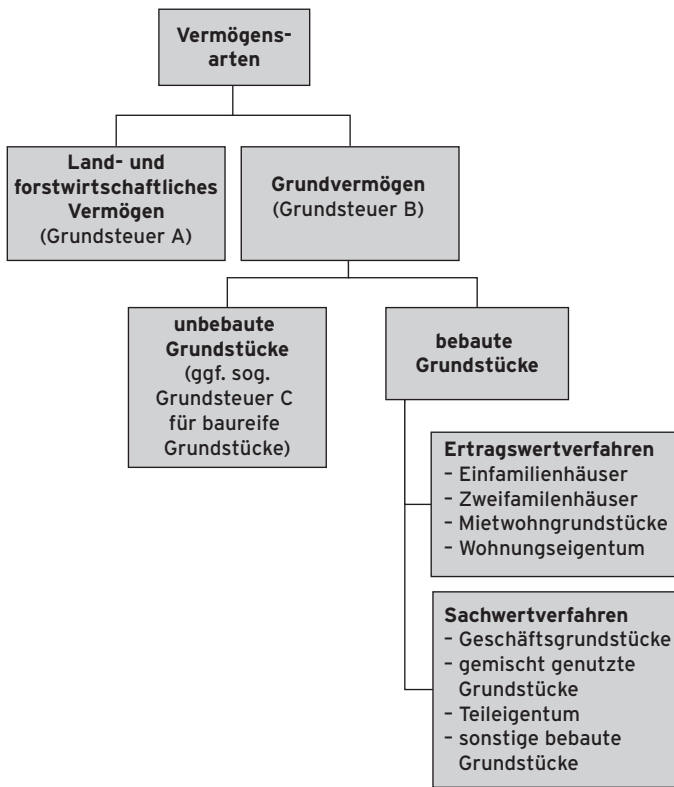 Vermögens-
arten
Land- und
forstwirtschaftliches
Vermögen
(Grundsteuer A)
Grundvermögen
(Grundsteuer B)
unbebaute
Grundstücke
(ggf. sog.
Grundsteuer C
für baureife
Grundstücke)
bebaute
Grundstücke
Ertragswertverfahren
– Einfamilienhäuser
– Zweifamilenhäuser
– Mietwohngrundstücke
– Wohnungseigentum
Sachwertverfahren
– Geschäftsgrundstücke
– gemischt genutzte
Grundstücke
– Teileigentum
– sonstige bebaute
Grundstücke